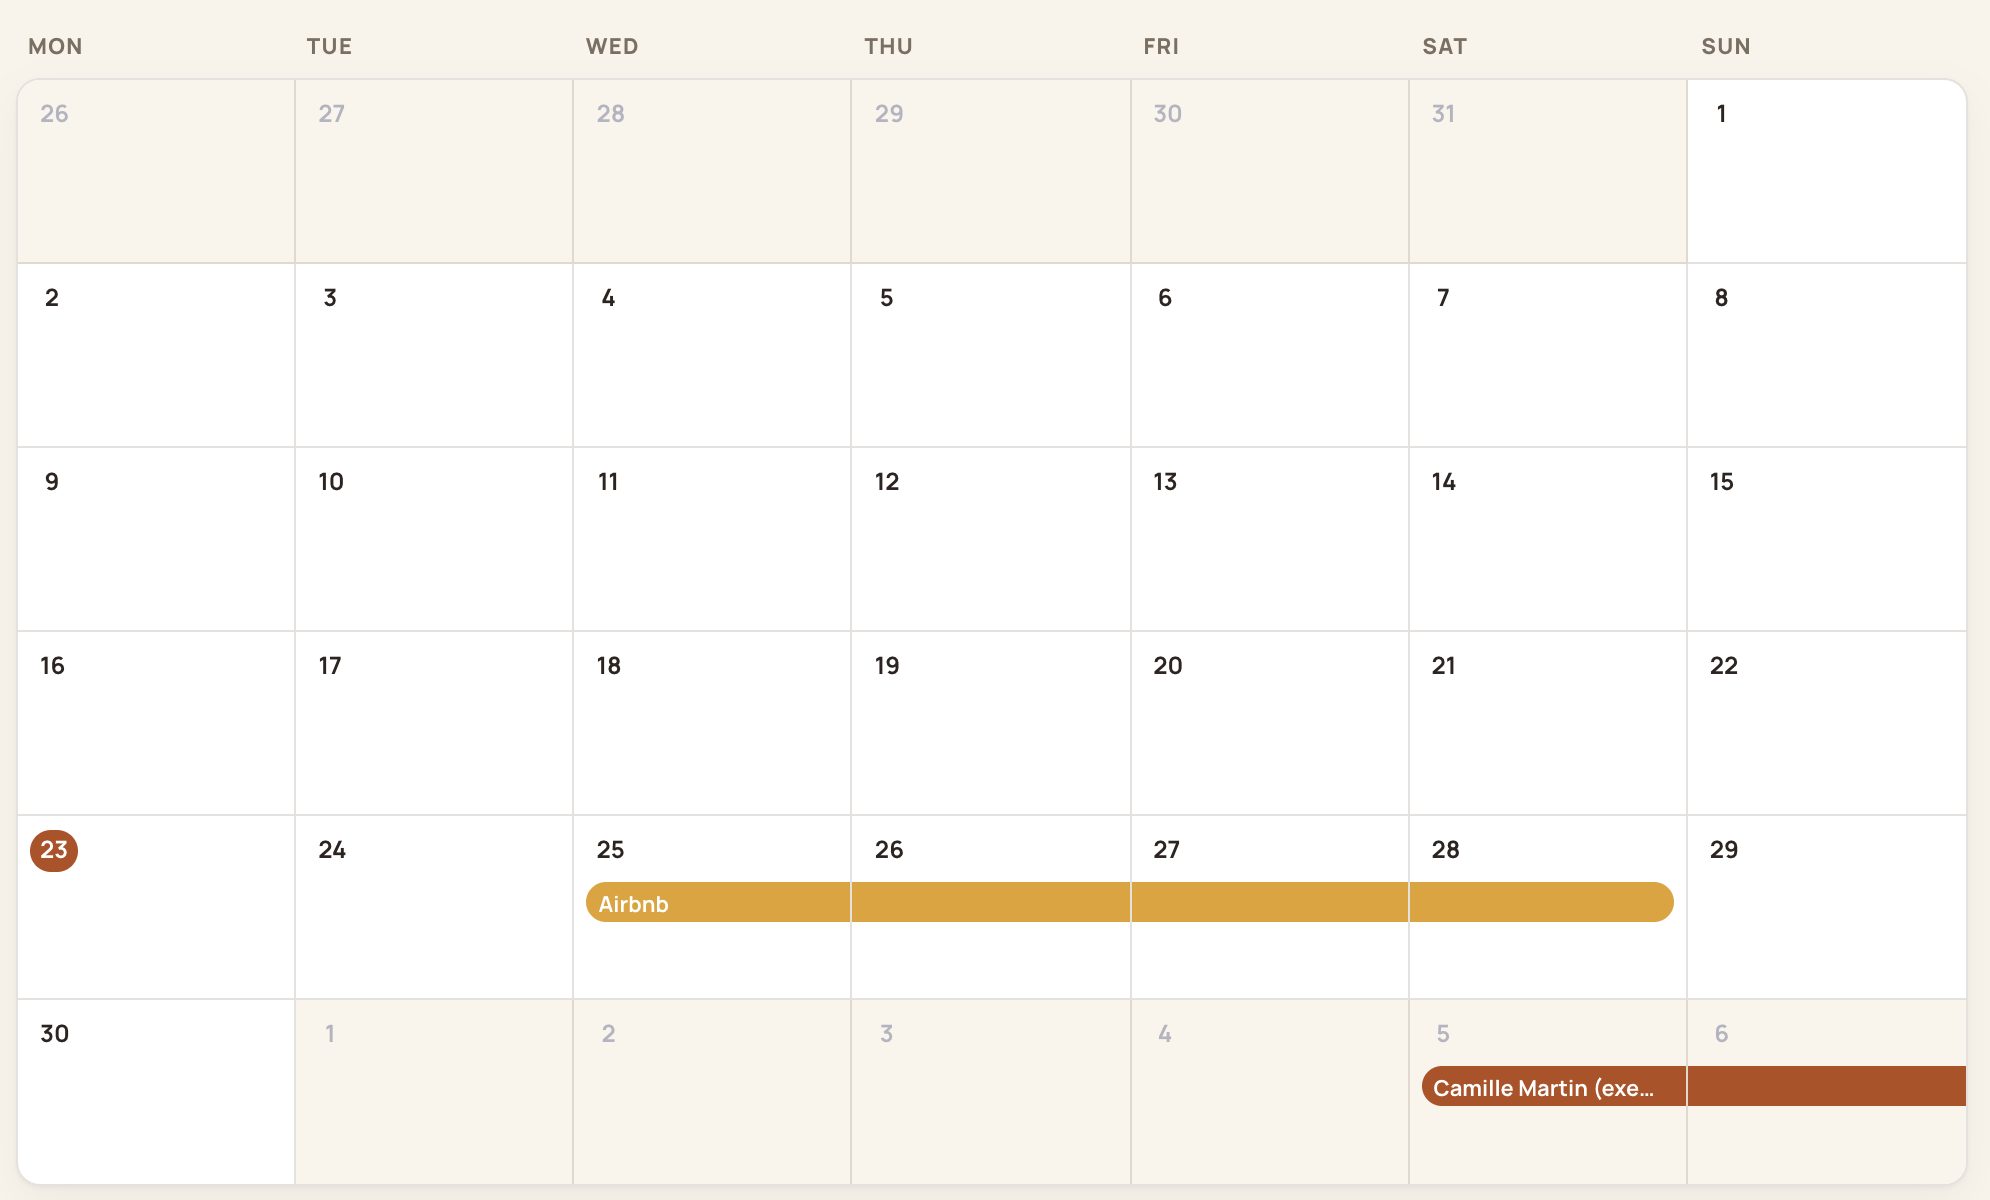 MON TUE WED THU FRI SAT SUN
26 27 28 29 30 31 1
2 3 4 5 6 7 8
9 10 11 12 13 14 15
16 17 18 19 20 21 22
23 24 25 26 27 28 29
Airbnb
30 1 2 3 4 5 6
Camille Martin (exe…